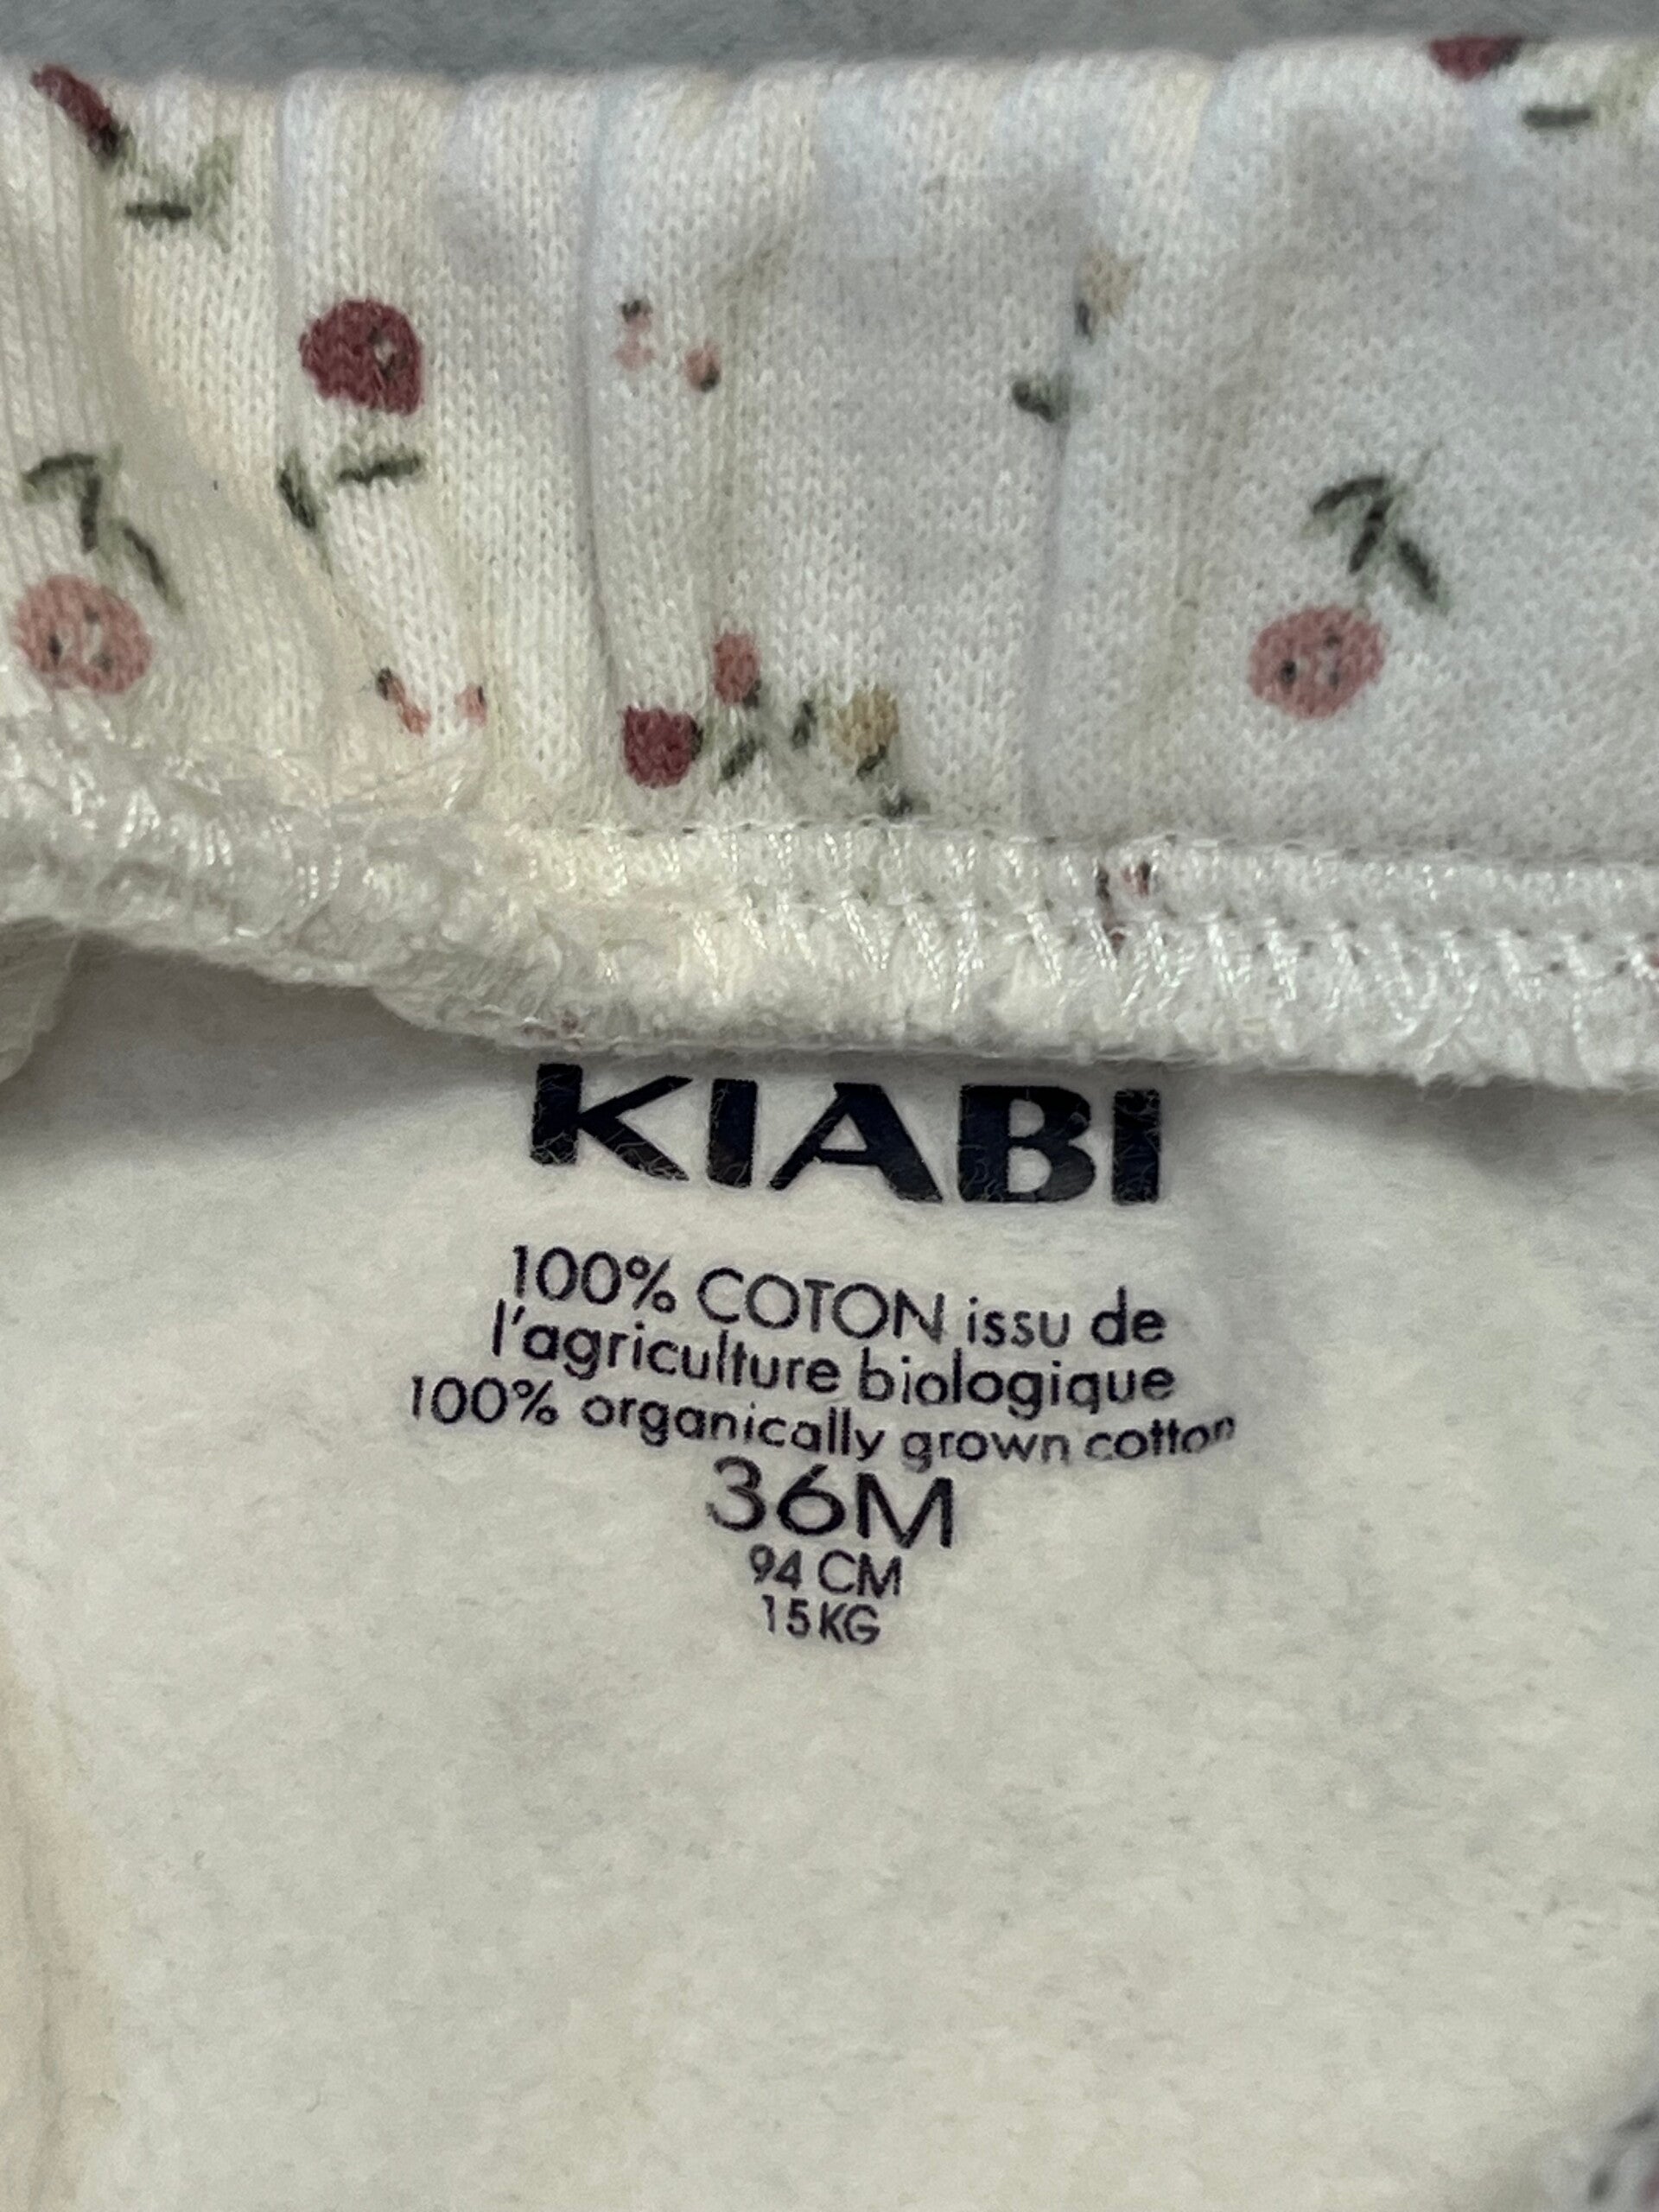 KIABI
100% COTON issu de
l'agriculture biologique
100% organically grown cotton
36M
94 CM
15KG